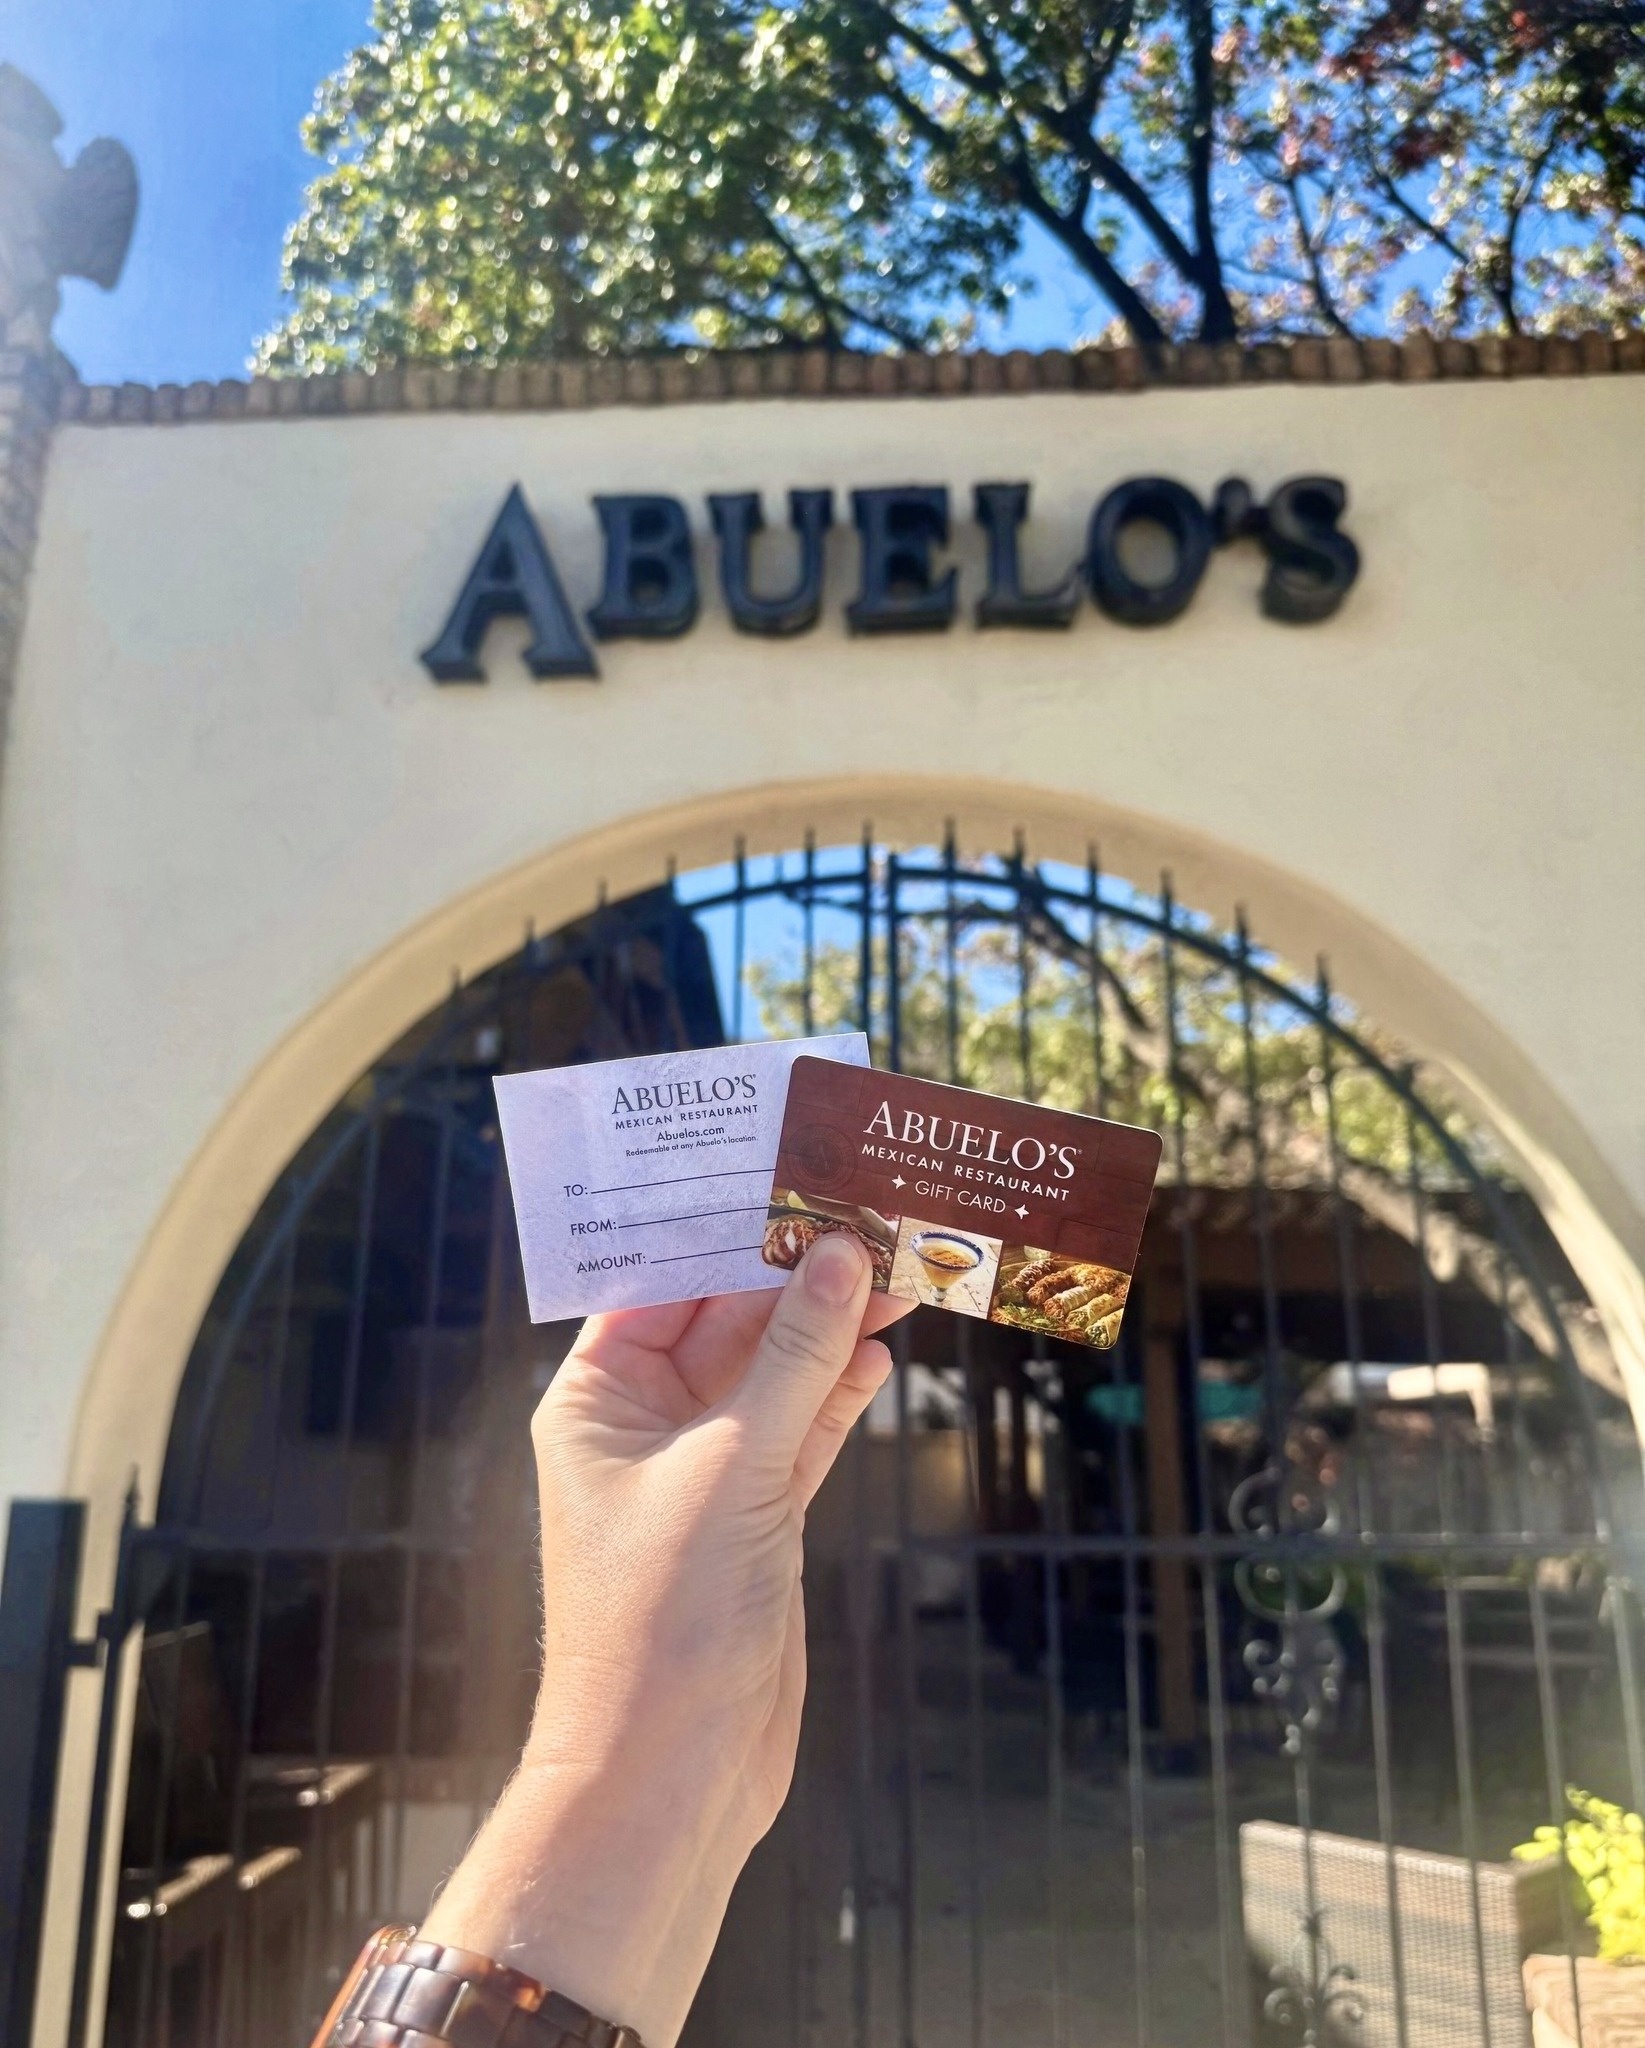 ABUELO'S
ABUELO'S
MEXICAN RESTAURANT
Abuelos.com
Redeemable at any Abuelo's location.
TO:
FROM:
AMOUNT:
ABUELO'S
MEXICAN RESTAURANT
GIFT CARD